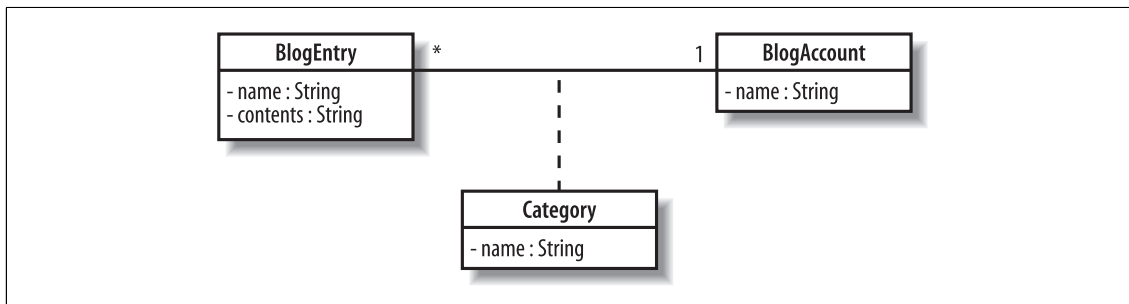 BlogEntry
- name : String
- contents : String
*
1
BlogAccount
- name : String
Category
- name : String